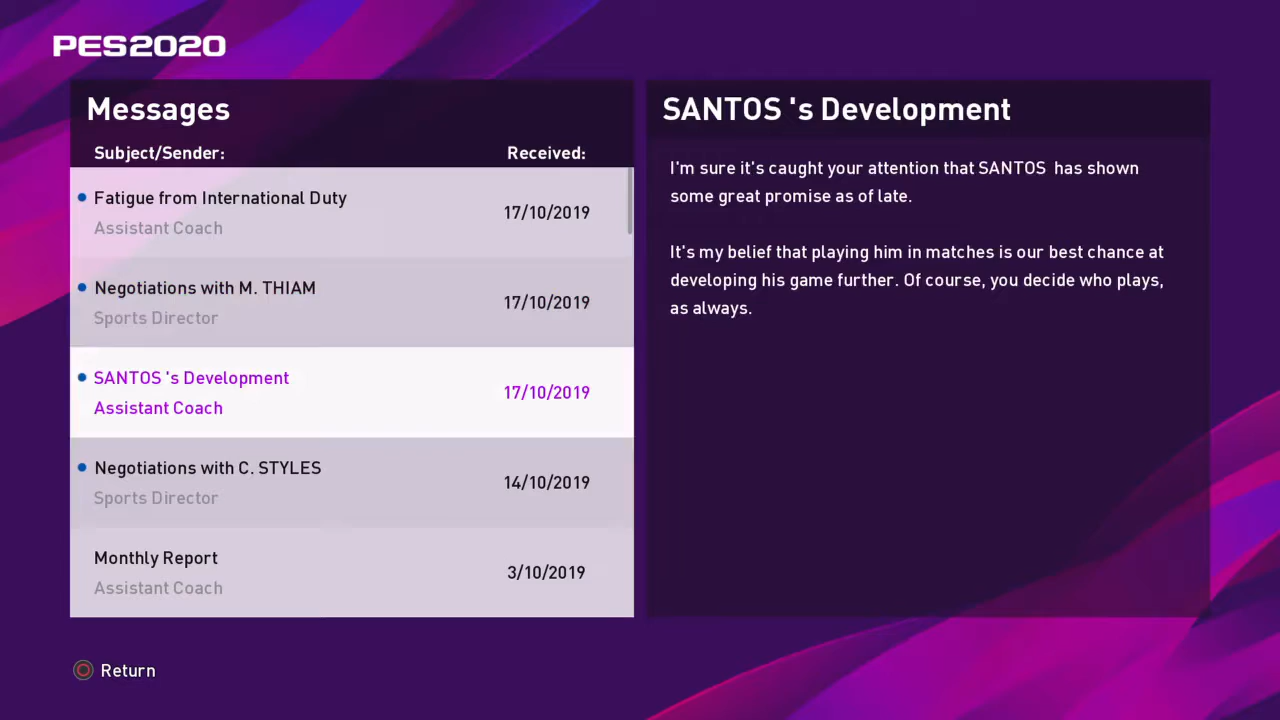 PES2020
Messages
Subject/Sender:
Received:
Fatigue from International Duty
Assistant Coach
17/10/2019
Negotiations with M. THIAM
Sports Director
17/10/2019
SANTOS 's Development
Assistant Coach
17/10/2019
Negotiations with C. STYLES
Sports Director
14/10/2019
Monthly Report
Assistant Coach
3/10/2019
SANTOS 's Development
I'm sure it's caught your attention that SANTOS  has shown
some great promise as of late.
It's my belief that playing him in matches is our best chance at
developing his game further. Of course, you decide who plays,
as always.
Return